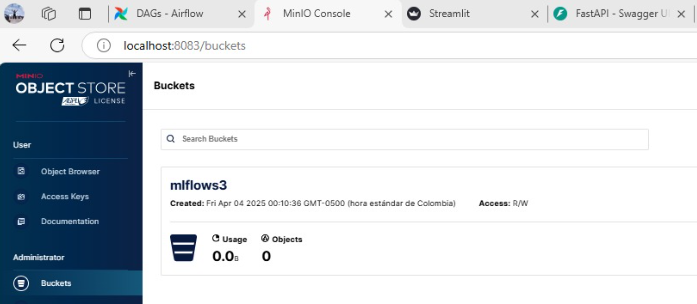 DAGs - Airflow
MinIO Console
Streamlit
FastAPI - Swagger UI
localhost:8083/buckets
MINIO
OBJECT STORE
LICENSE
Buckets
Search Buckets
User
Object Browser
Access Keys
Documentation
Administrator
Buckets
mlflows3
Created: Fri Apr 04 2025 00:10:36 GMT-0500 (hora estándar de Colombia) Access: R/W
Usage Objects
0.0B 0